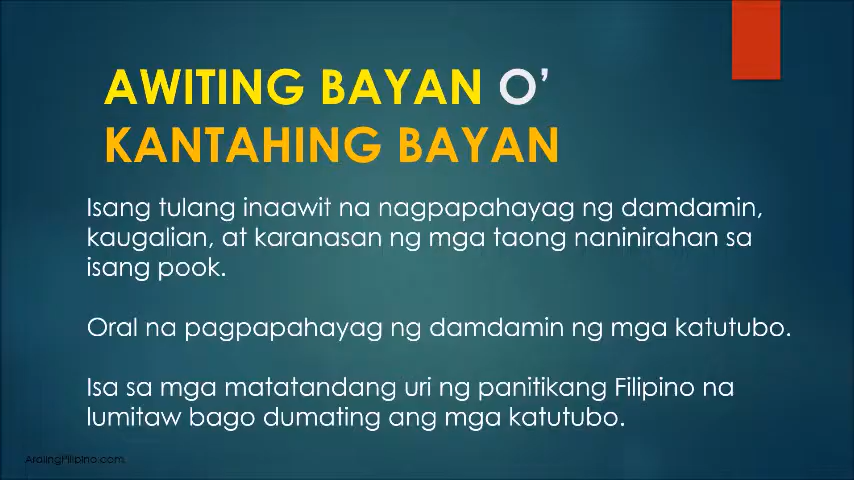 AWITING BAYAN O’
KANTAHING BAYAN
Isang tulang inaawit na nagpapahayag ng damdamin,
kaugalian, at karanasan ng mga taong naninirahan sa
isang pook.
Oral na pagpapahayag ng damdamin ng mga katutubo.
Isa sa mga matatandang uri ng panitikang Filipino na
lumitaw bago dumating ang mga katutubo.
AralingPilipino.com